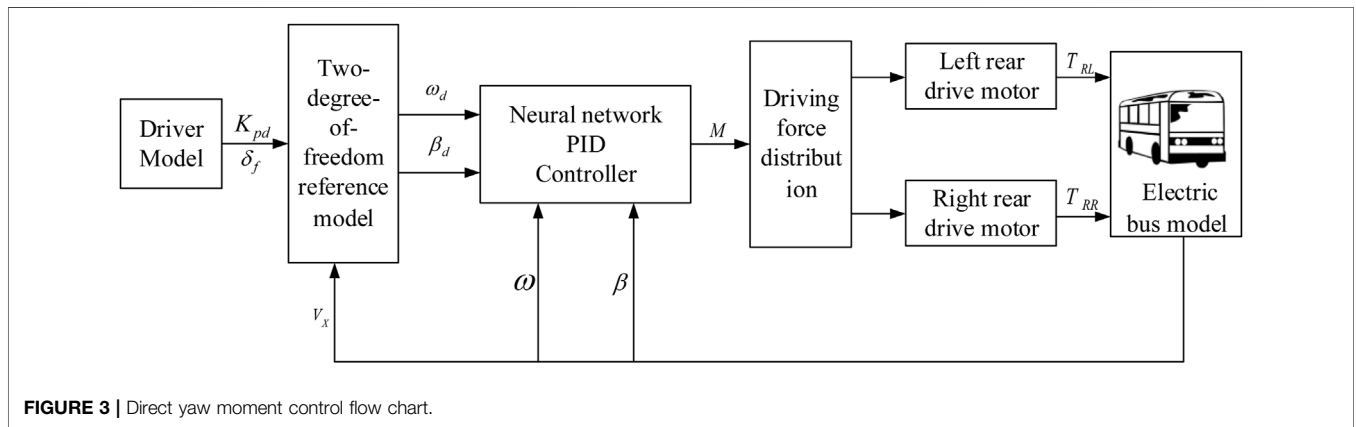 Driver
Model
K_pd
δ_f
Two-
degree-
of-
freedom
reference
model
ω_d
β_d
Neural network
PID
Controller
M
Driving
force
distribut
ion
Left rear
drive motor
T_RL
Right rear
drive motor
T_RR
Electric
bus model
V_X
ω
β
FIGURE 3 | Direct yaw moment control flow chart.